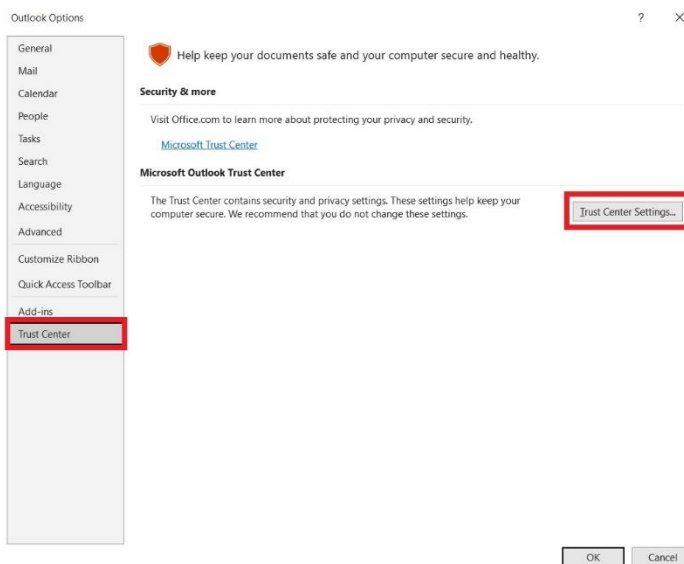 Outlook Options
?
X
General
Mail
Calendar
People
Tasks
Search
Language
Accessibility
Advanced
Customize Ribbon
Quick Access Toolbar
Add-ins
Trust Center
Help keep your documents safe and your computer secure and healthy.
Security & more
Visit Office.com to learn more about protecting your privacy and security.
Microsoft Trust Center
Microsoft Outlook Trust Center
The Trust Center contains security and privacy settings. These settings help keep your
computer secure. We recommend that you do not change these settings.
Trust Center Settings...
OK
Cancel